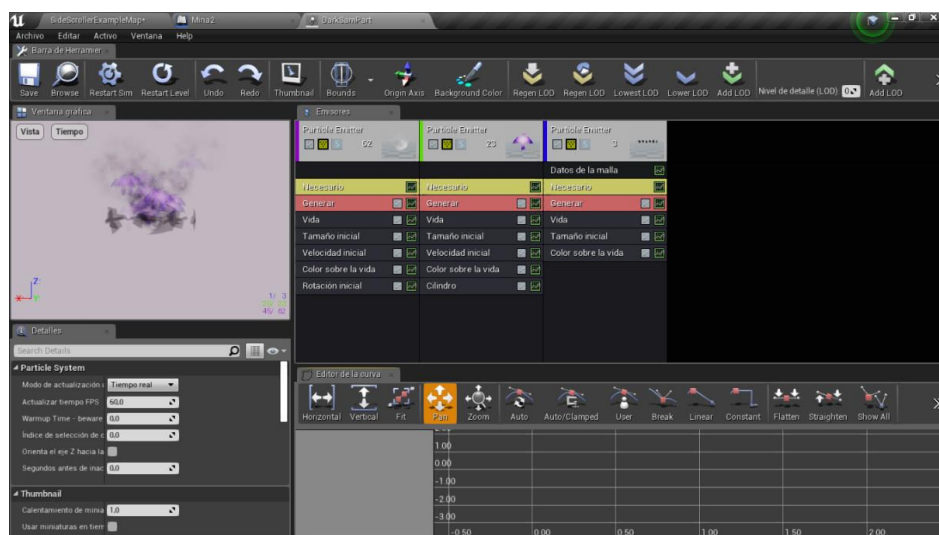 SideScrollerExampleMap•
Mina2
DarkSamPart
Archivo Editar Activo Ventana Help
Barra de Herramier
Save Browse Restart Sim Restart Level Undo Redo Thumbnail Bounds Origin Axis Background Color Regen LOD Regen LOD Lowest LOD Lower LOD Add LOD Nivel de detalle (LOD): 0 Add LOD
Ventana gráfica
Vista Tiempo
Z
X Y
1/ 3
45/ 62
Emisores
Particle Emitter
62
Particle Emitter
23
Particle Emitter
3
Datos de la malla
Necesario Necesario Necesario
Generar Generar Generar
Vida Vida Vida
Tamaño inicial Tamaño inicial Tamaño inicial
Velocidad inicial Velocidad inicial Color sobre la vida
Color sobre la vida Color sobre la vida
Rotación inicial Cilindro
Detalles
Search Details
Particle System
Modo de actualización Tiempo real
Actualizar tiempo FPS 60,0
Warmup Time - beware 0,0
Índice de selección de c 0,0
Orienta el eje Z hacia la
Segundos antes de inac 0,0
Thumbnail
Calentamiento de minia 1,0
Usar miniaturas en tiem
Editor de la curva
Horizontal Vertical Fit Pan Zoom Auto Auto/Clamped User Break Linear Constant Flatten Straighten Show All
1.00
0.00
-1.00
-2.00
-3.00
-0.50 0.00 0.50 1.00 1.50 2.00